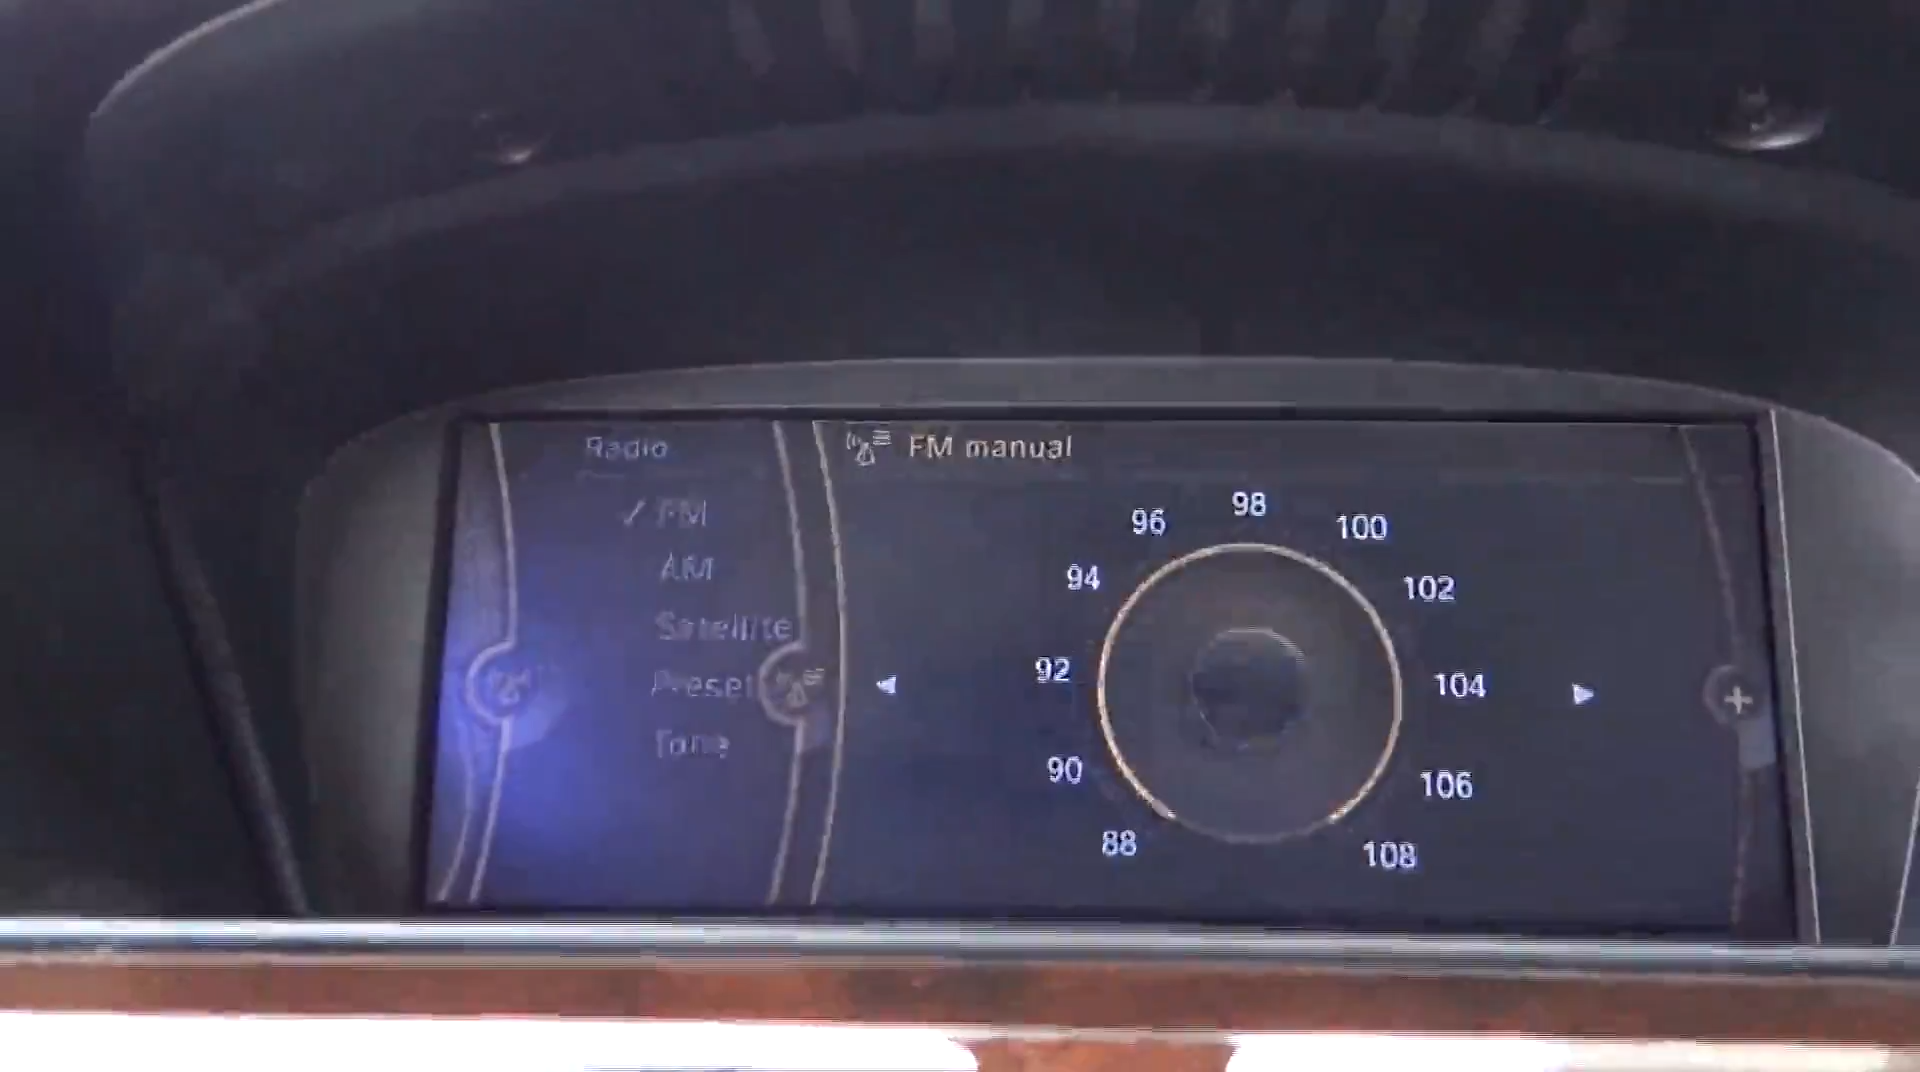 Radio
✓ FM
AM
Satellite
Preset
Tone
FM manual
88
90
92
94
96
98
100
102
104
106
108
+